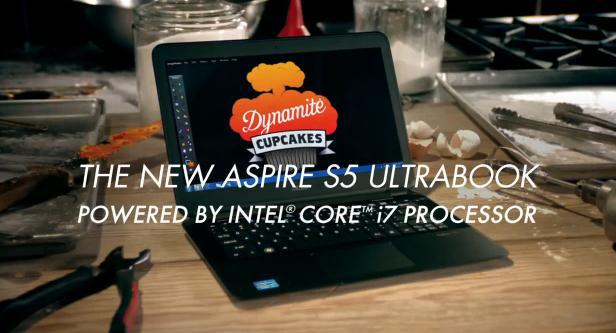 Dynamite
CUPCAKES
THE NEW ASPIRE S5 ULTRABOOK
POWERED BY INTEL® CORE™ i7 PROCESSOR